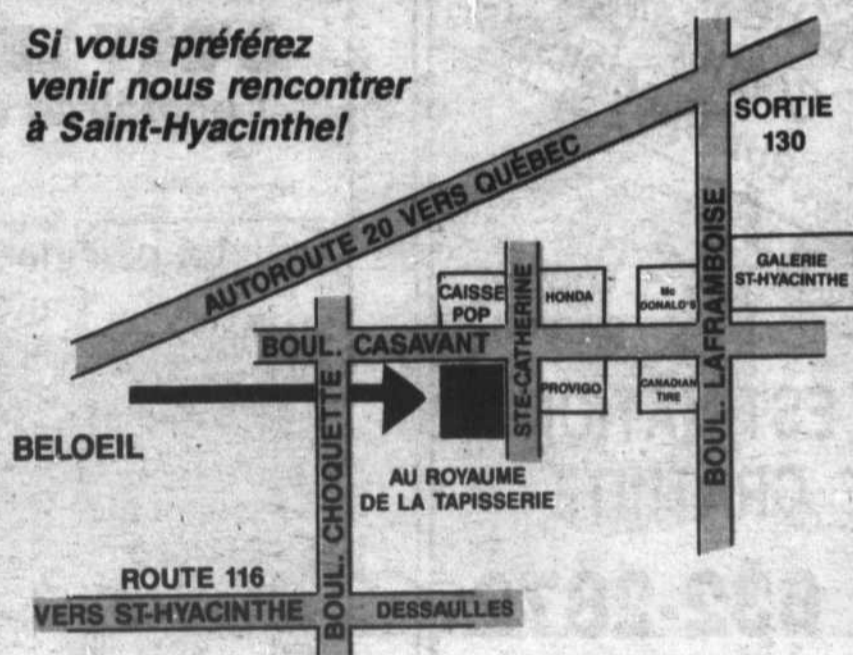 Si vous préférez
venir nous rencontrer
à Saint-Hyacinthe!
SORTIE
130
AUTOROUTE 20 VERS QUÉBEC
BOUL. LAFRAMBOISE
GALERIE
ST-HYACINTHE
CAISSE
POP
STE-CATHERINE
HONDA
Mc
DONALD'S
BOUL. CASAVANT
PROVIGO
CANADIAN
TIRE
BELOEIL
BOUL. CHOQUETTE
AU ROYAUME
DE LA TAPISSERIE
ROUTE 116
VERS ST-HYACINTHE
DESSAULLES